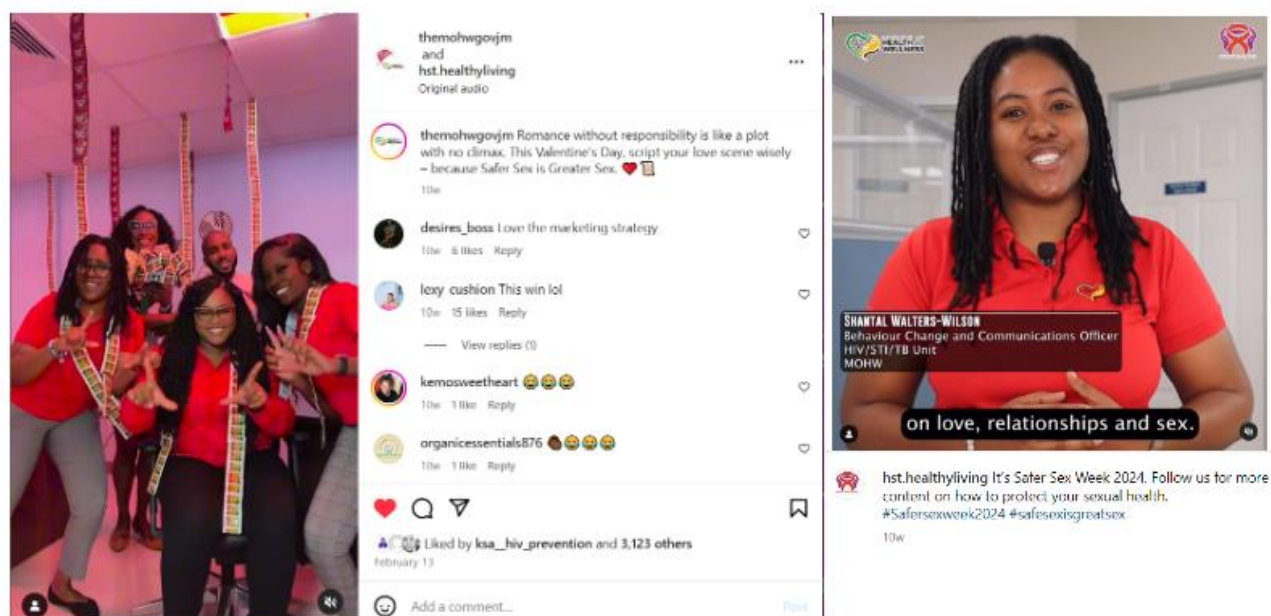 themohwgovjm
and
hst.healthyliving
Original audio
themohwgovjm Romance without responsibility is like a plot
with no climax. This Valentine's Day, script your love scene wisely
– because Safer Sex is Greater Sex. ❤️📜
10w
desires_boss Love the marketing strategy
10w 6 likes Reply
lexy cushion This win lol
10w 15 likes Reply
View replies (1)
kemosweetheart 😂😂😂
10w 1 like Reply
organicessentials876 😂😂😂
10w 1 like Reply
Liked by ksa__hiv_prevention and 3,123 others
February 13
Add a comment...
Post
HEALTH &
WELLNESS
SHANTAL WALTERS-WILSON
Behaviour Change and Communications Officer
HIV/STI/TB Unit
MOHW
on love, relationships and sex.
hst.healthyliving It's Safer Sex Week 2024. Follow us for more
content on how to protect your sexual health.
#Safersexweek2024 #safesexisgreatsex
10w